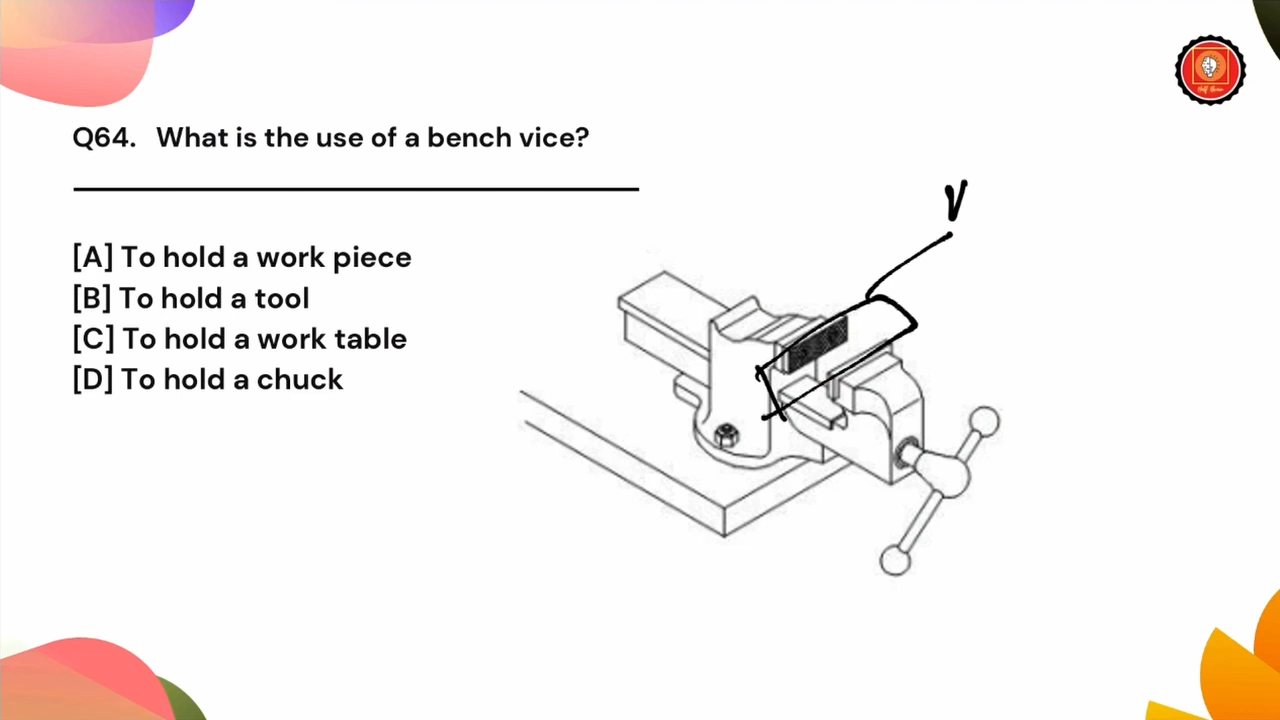 Q64. What is the use of a bench vice?
[A] To hold a work piece
[B] To hold a tool
[C] To hold a work table
[D] To hold a chuck